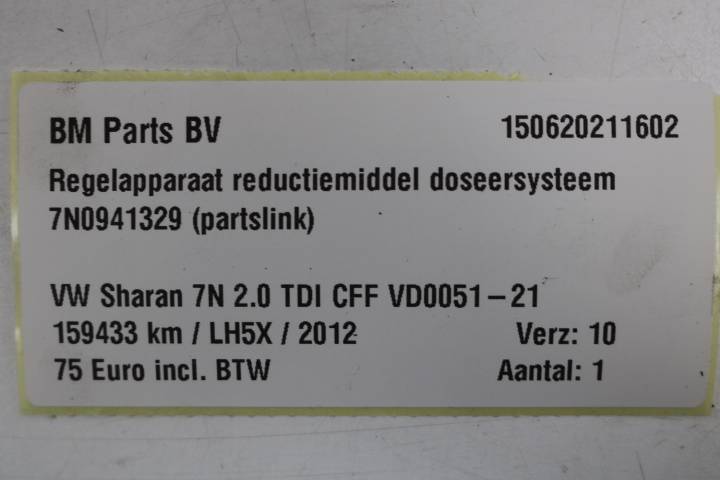 BM Parts BV 150620211602
Regelapparaat reductiemiddel doseersysteem
7N0941329 (partslink)
VW Sharan 7N 2.0 TDI CFF VD0051-21
159433 km / LH5X / 2012 Verz: 10
75 Euro incl. BTW Aantal: 1